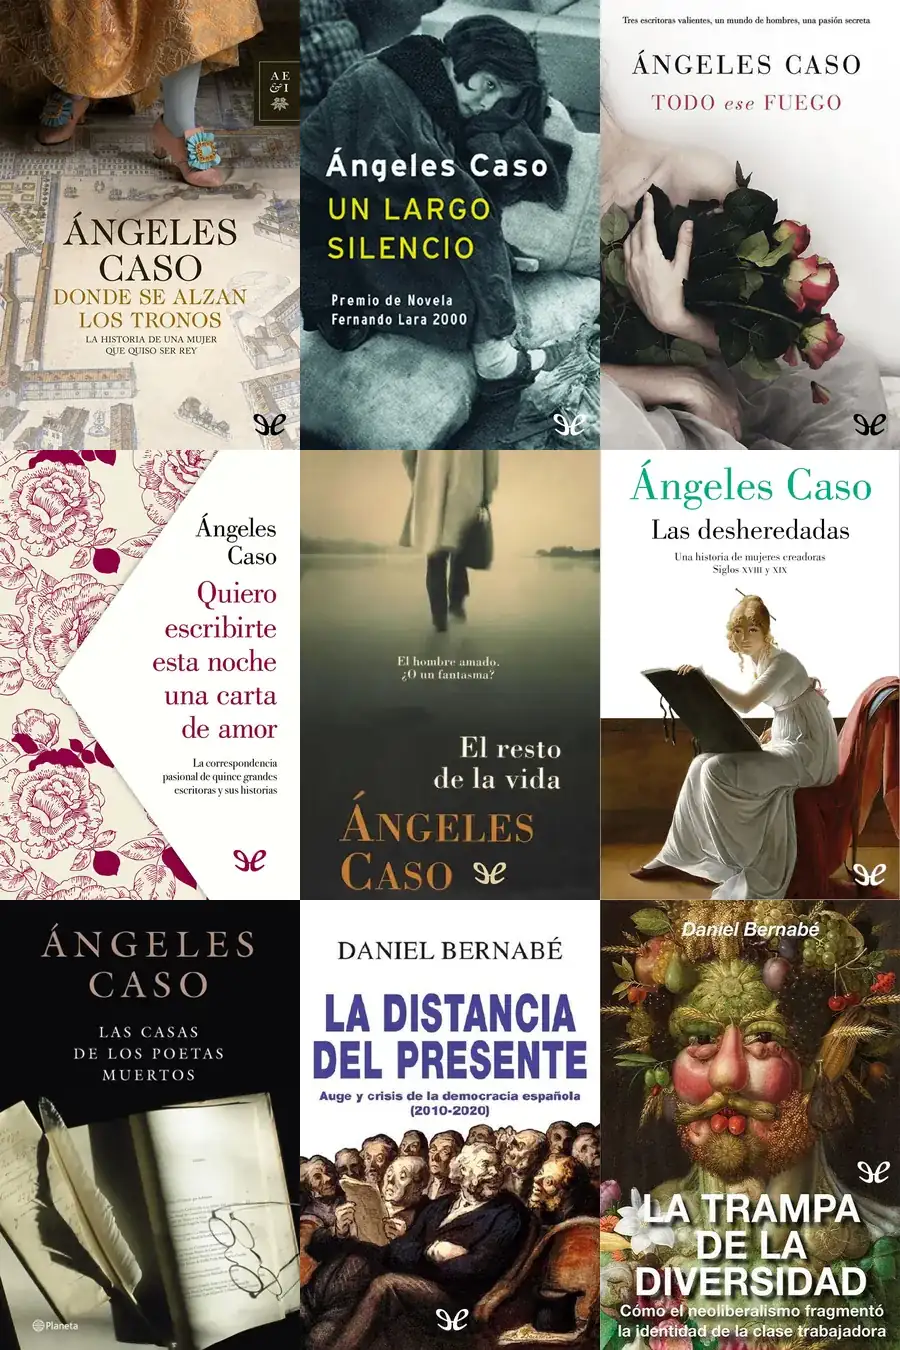 A E
& I
ÁNGELES
CASO
DONDE SE ALZAN
LOS TRONOS
LA HISTORIA DE UNA MUJER
QUE QUISO SER REY
Ángeles Caso
UN LARGO
SILENCIO
Premio de Novela
Fernando Lara 2000
Tres escritoras valientes, un mundo de hombres, una pasión secreta
ÁNGELES CASO
TODO ese FUEGO
Ángeles
Caso
Quiero
escribirte
esta noche
una carta
de amor
La correspondencia
pasional de quince grandes
escritoras y sus historias
El hombre amado.
¿O un fantasma?
El resto
de la vida
ÁNGELES
CASO
Ángeles Caso
Las desheredadas
Una historia de mujeres creadoras
Siglos XVIII y XIX
ÁNGELES
CASO
LAS CASAS
DE LOS POETAS
MUERTOS
Planeta
DANIEL BERNABÉ
LA DISTANCIA
DEL PRESENTE
Auge y crisis de la democracia española
(2010-2020)
Daniel Bernabé
LA TRAMPA
DE LA
DIVERSIDAD
Cómo el neoliberalismo fragmentó
la identidad de la clase trabajadora